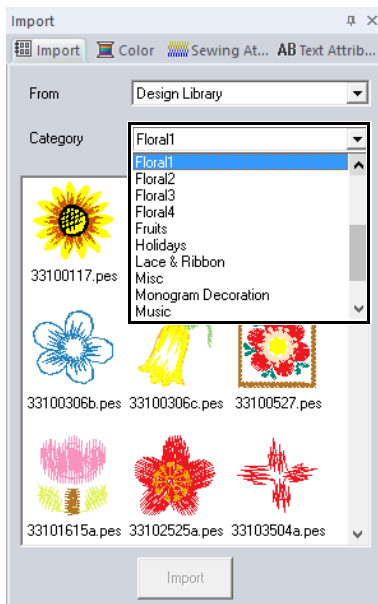 Import
Import Color Sewing At... AB Text Attrib...
From Design Library
Category Floral1
Floral1
Floral2
Floral3
Floral4
Fruits
Holidays
Lace & Ribbon
Misc
Monogram Decoration
Music
33100117.pes
33100306b.pes 33100306c.pes 33100527.pes
33101615a.pes 33102525a.pes 33103504a.pes
Import